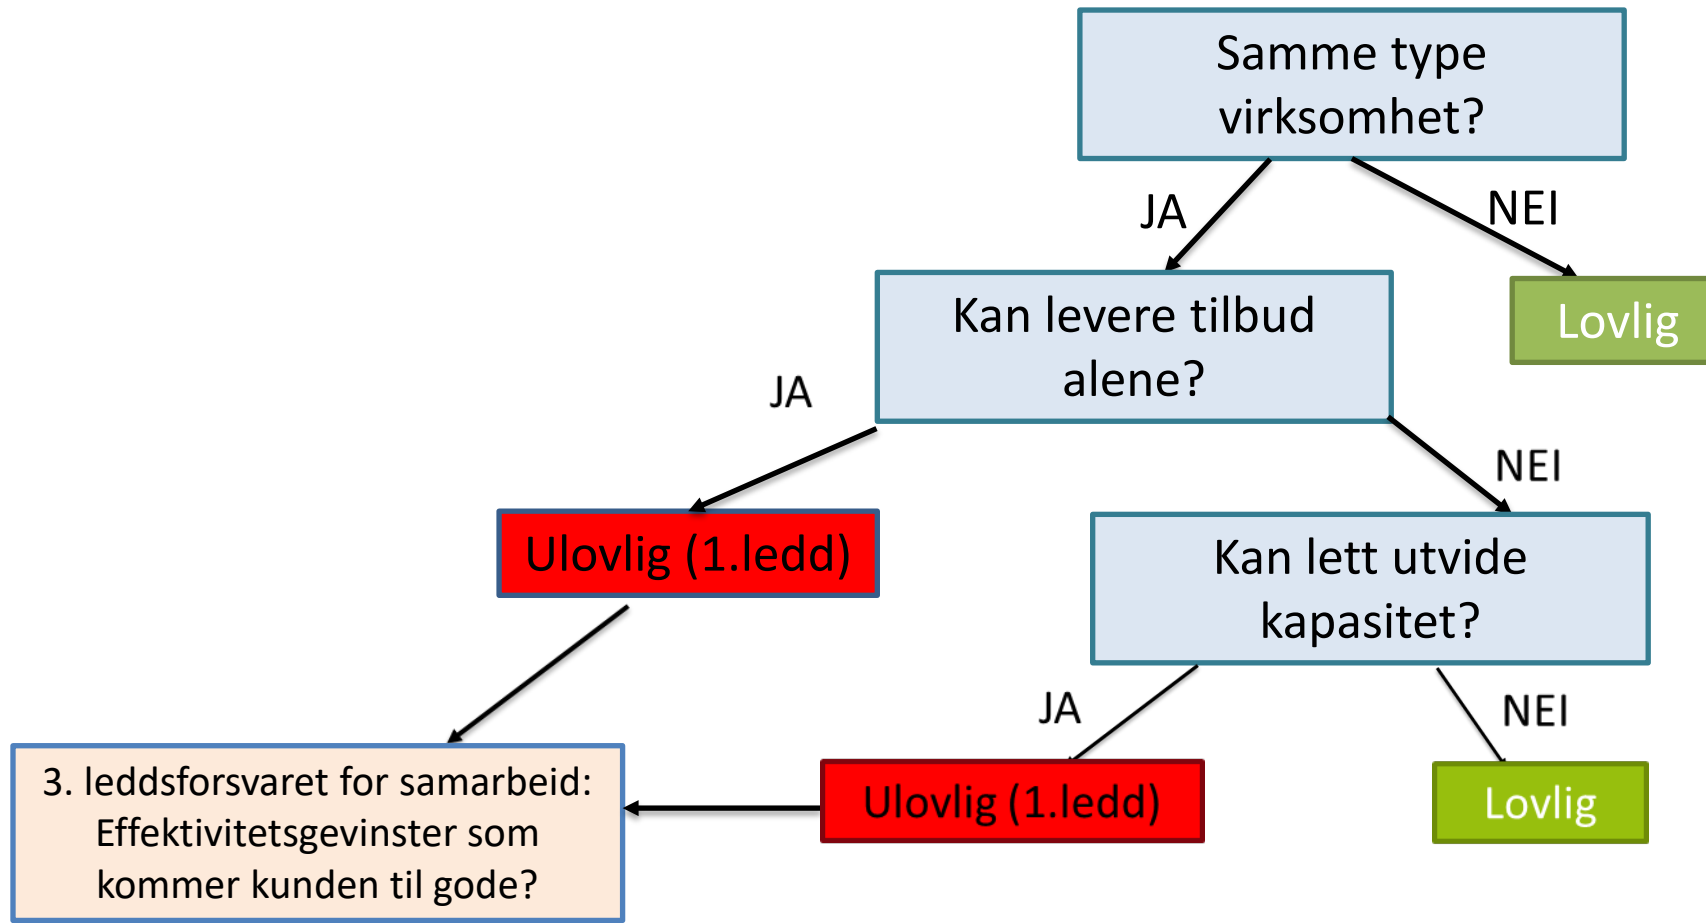 Samme type
virksomhet?
JA
NEI
Kan levere tilbud
alene?
Lovlig
JA
NEI
Ulovlig (1.ledd)
Kan lett utvide
kapasitet?
JA
NEI
3. leddsforsvaret for samarbeid:
Effektivitetsgevinster som
kommer kunden til gode?
Ulovlig (1.ledd)
Lovlig